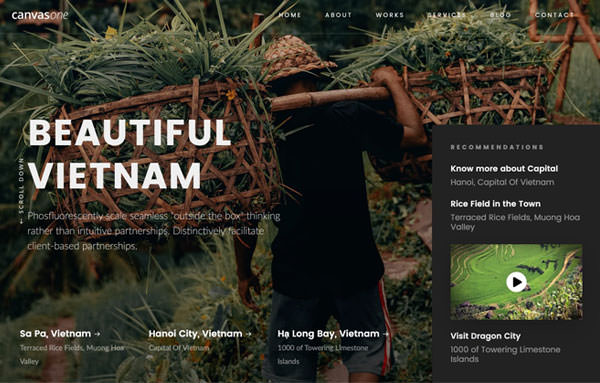 canvasone
HOME ABOUT WORKS SERVICES BLOG CONTACT
BEAUTIFUL
VIETNAM
← SCROLL DOWN
Phosfluorescently scale seamless "outside the box" thinking
rather than intuitive partnerships. Distinctively facilitate
client-based partnerships.
Sa Pa, Vietnam →
Terraced Rice Fields, Muong Hoa
Valley
Hanoi City, Vietnam →
Capital Of Vietnam
Hạ Long Bay, Vietnam →
1000 of Towering Limestone
Islands
RECOMMENDATIONS
Know more about Capital
Hanoi, Capital Of Vietnam
Rice Field in the Town
Terraced Rice Fields, Muong Hoa
Valley
Visit Dragon City
1000 of Towering Limestone
Islands